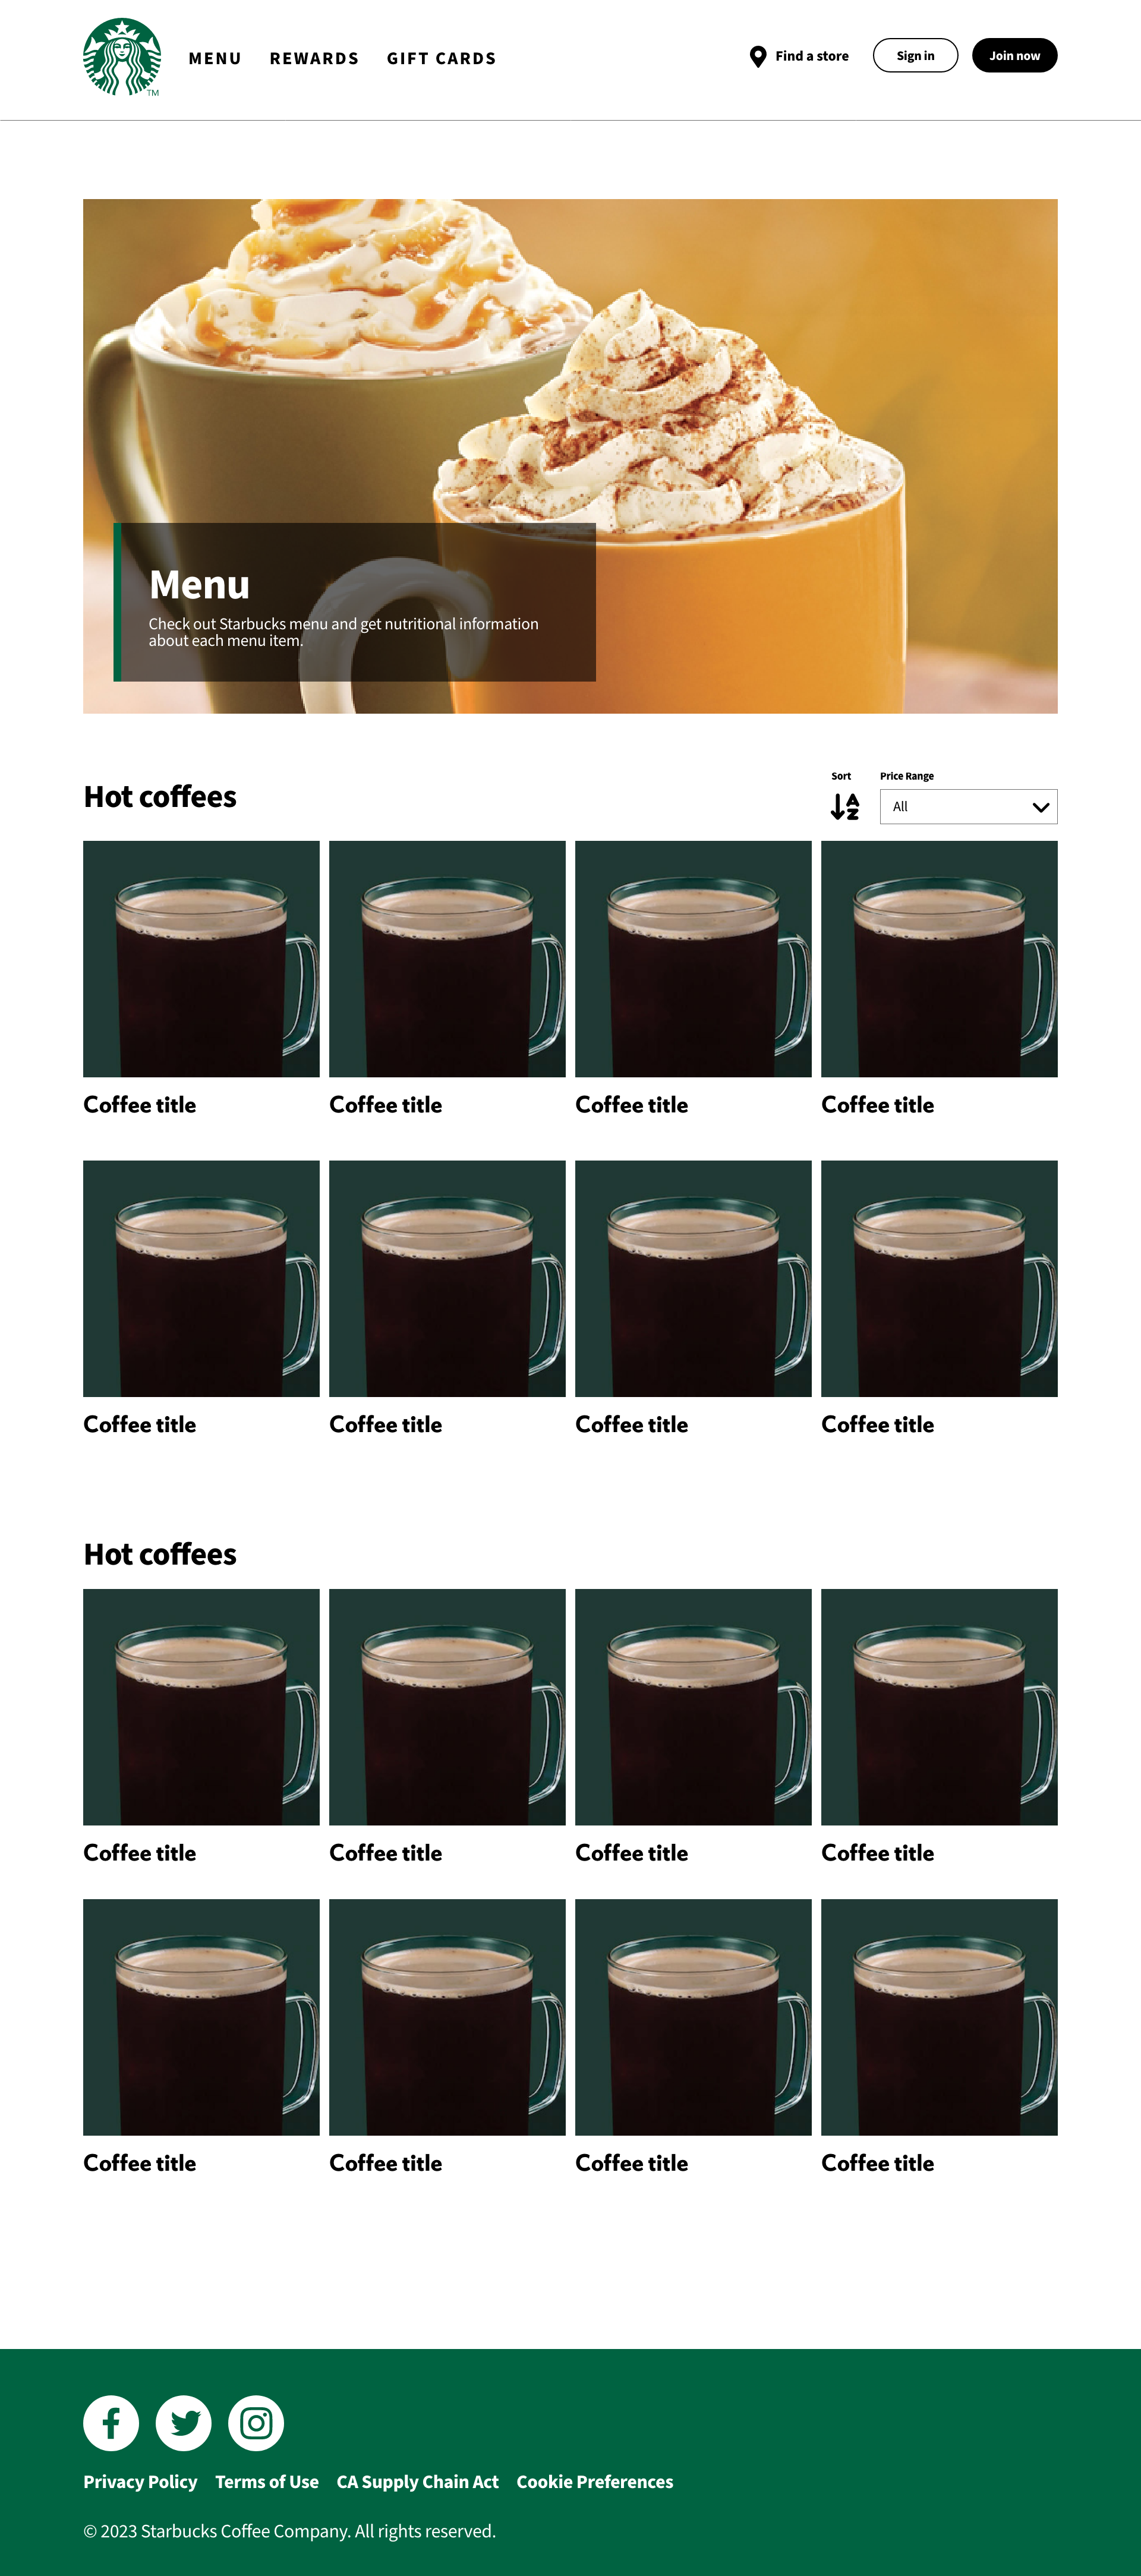 TM
MENU REWARDS GIFT CARDS
Find a store
Sign in
Join now
Menu
Check out Starbucks menu and get nutritional information
about each menu item.
Hot coffees
Sort
Price Range
A
Z
All
Coffee title
Coffee title
Coffee title
Coffee title
Coffee title
Coffee title
Coffee title
Coffee title
Hot coffees
Coffee title
Coffee title
Coffee title
Coffee title
Coffee title
Coffee title
Coffee title
Coffee title
Privacy Policy Terms of Use CA Supply Chain Act Cookie Preferences
© 2023 Starbucks Coffee Company. All rights reserved.